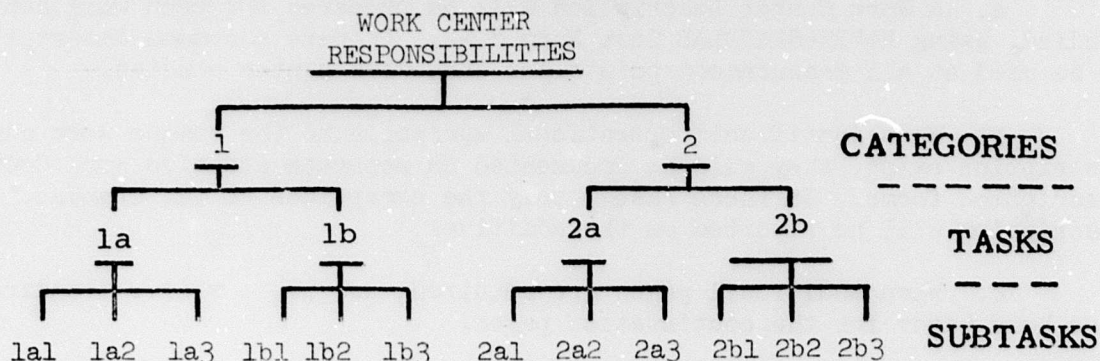 WORK CENTER
RESPONSIBILITIES
1 2 CATEGORIES
1a 1b 2a 2b TASKS
1a1 1a2 1a3 1b1 1b2 1b3 2a1 2a2 2a3 2b1 2b2 2b3 SUBTASKS